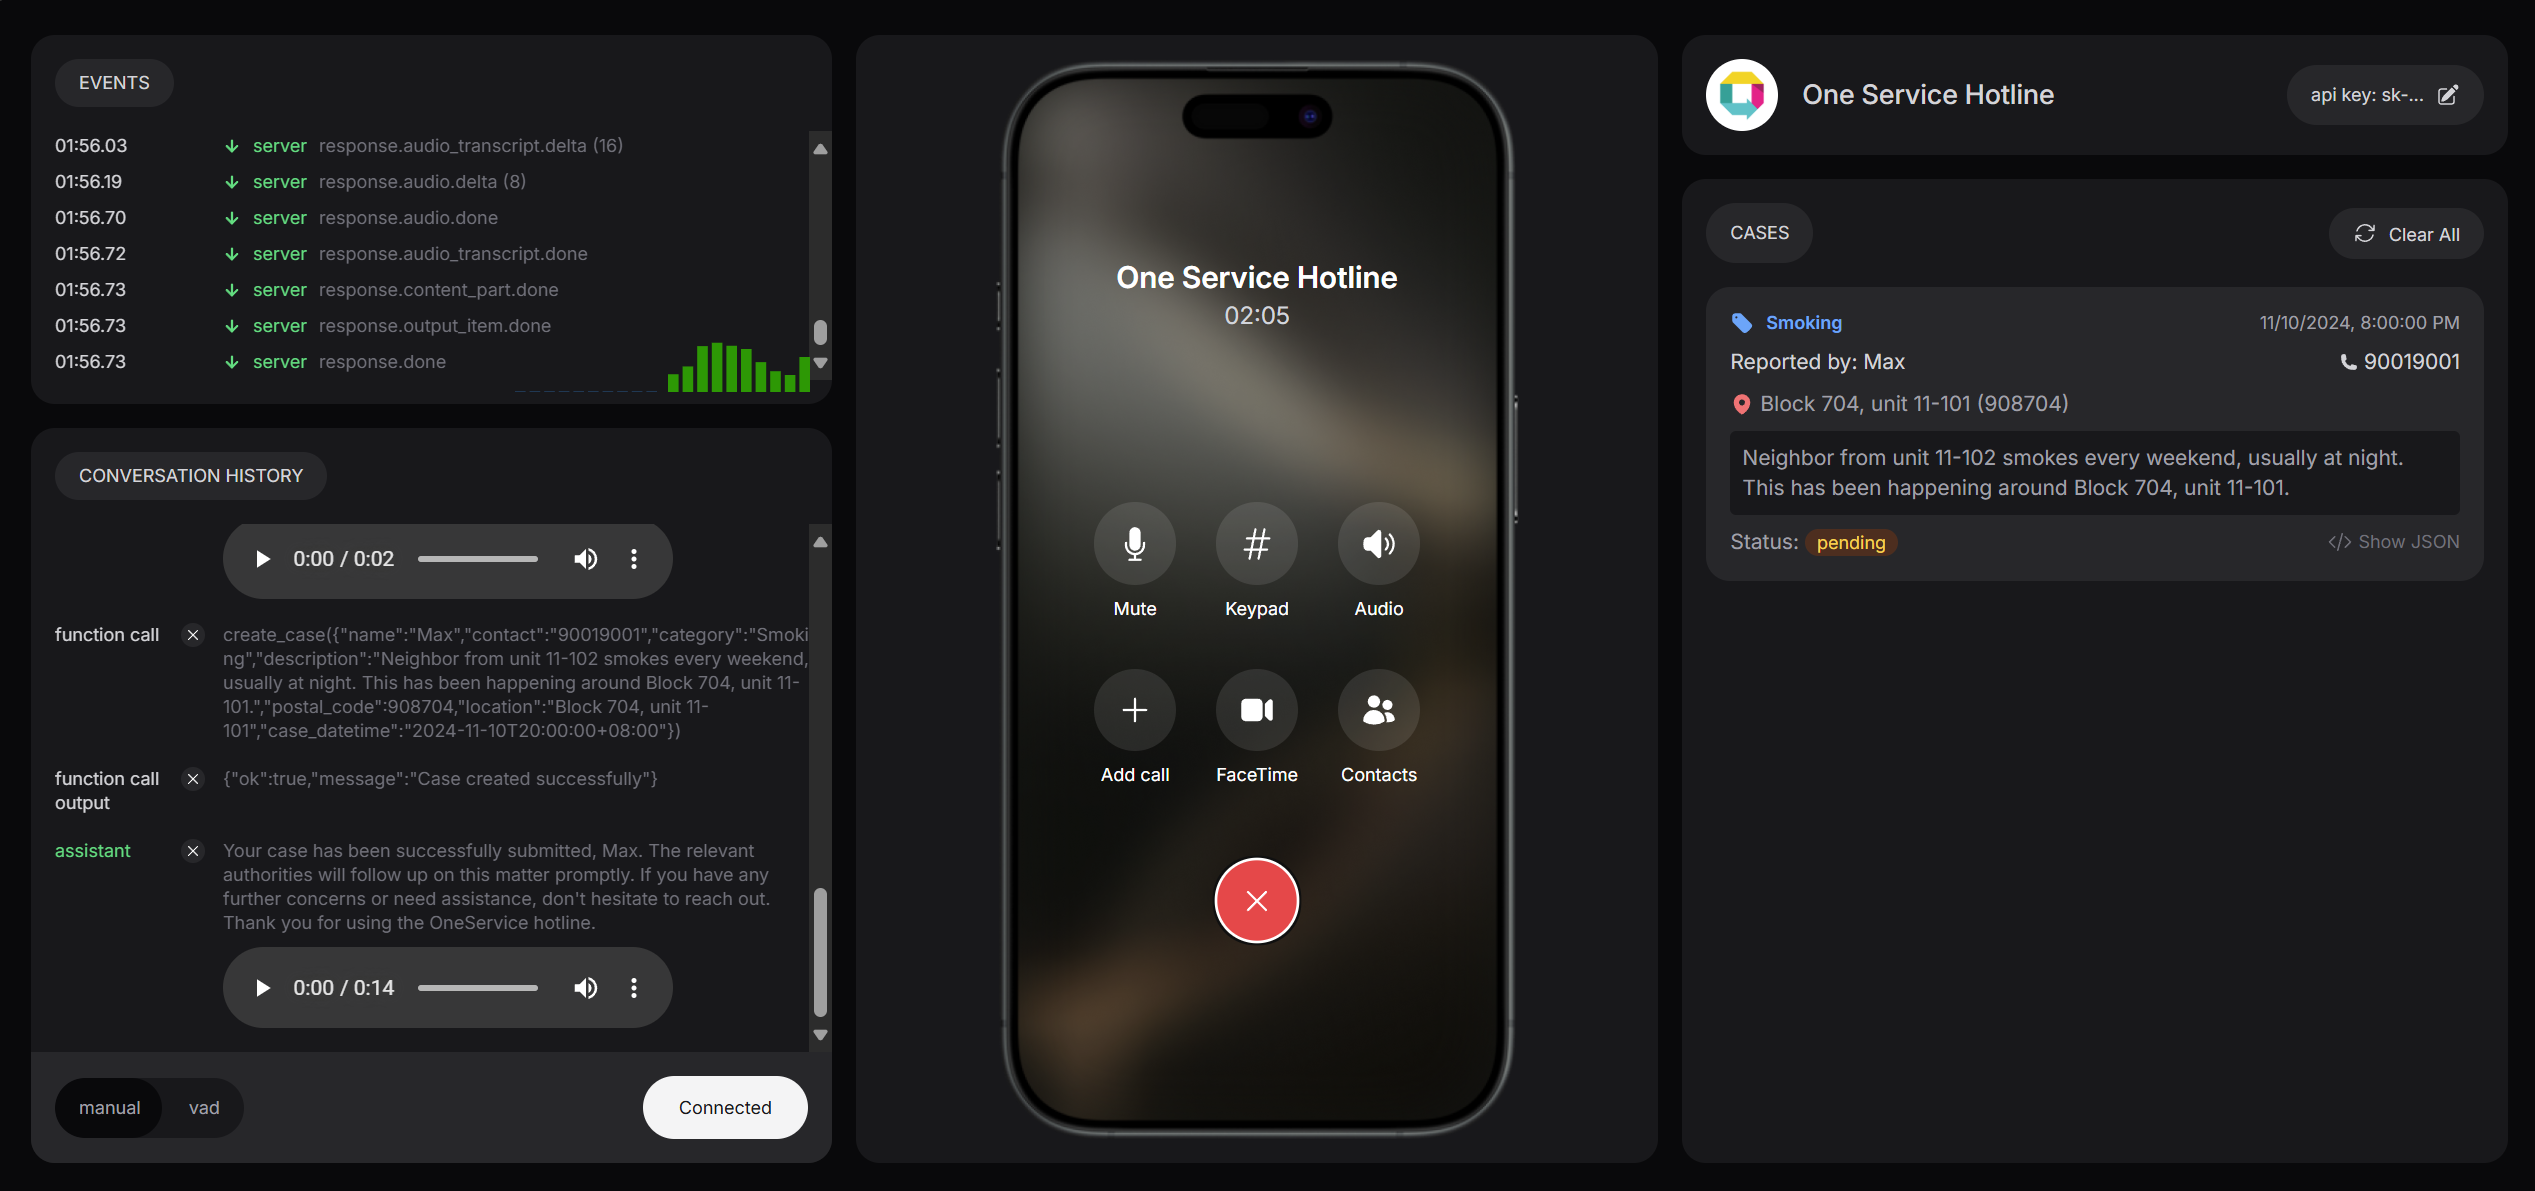 EVENTS
01:56.03 server response.audio_transcript.delta (16)
01:56.19 server response.audio.delta (8)
01:56.70 server response.audio.done
01:56.72 server response.audio_transcript.done
01:56.73 server response.content_part.done
01:56.73 server response.output_item.done
01:56.73 server response.done
CONVERSATION HISTORY
0:00 / 0:02
function call create_case({"name":"Max","contact":"90019001","category":"Smoki
ng","description":"Neighbor from unit 11-102 smokes every weekend,
usually at night. This has been happening around Block 704, unit 11-
101.","postal_code":908704,"location":"Block 704, unit 11-
101","case_datetime":"2024-11-10T20:00:00+08:00"})
function call {"ok":true,"message":"Case created successfully"}
output
assistant Your case has been successfully submitted, Max. The relevant
authorities will follow up on this matter promptly. If you have any
further concerns or need assistance, don't hesitate to reach out.
Thank you for using the OneService hotline.
0:00 / 0:14
manual vad Connected
One Service Hotline
02:05
Mute Keypad Audio
Add call FaceTime Contacts
One Service Hotline api key: sk-...
CASES Clear All
Smoking 11/10/2024, 8:00:00 PM
Reported by: Max 90019001
Block 704, unit 11-101 (908704)
Neighbor from unit 11-102 smokes every weekend, usually at night.
This has been happening around Block 704, unit 11-101.
Status: pending </> Show JSON